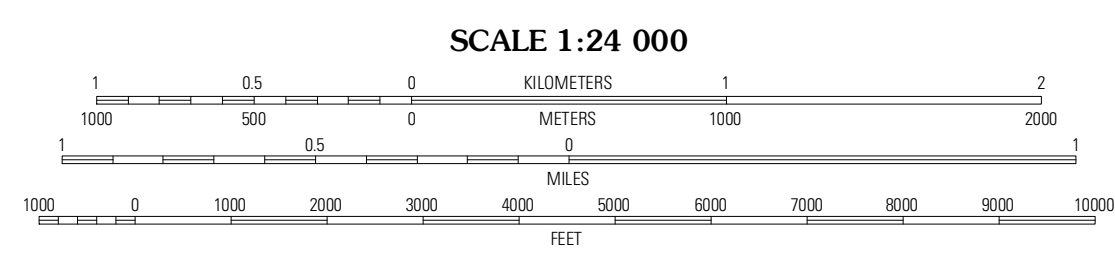 SCALE 1:24 000
1 0.5 0 KILOMETERS 1 2
1000 500 0 METERS 1000 2000
1 0.5 0 1
MILES
1000 0 1000 2000 3000 4000 5000 6000 7000 8000 9000 10000
FEET